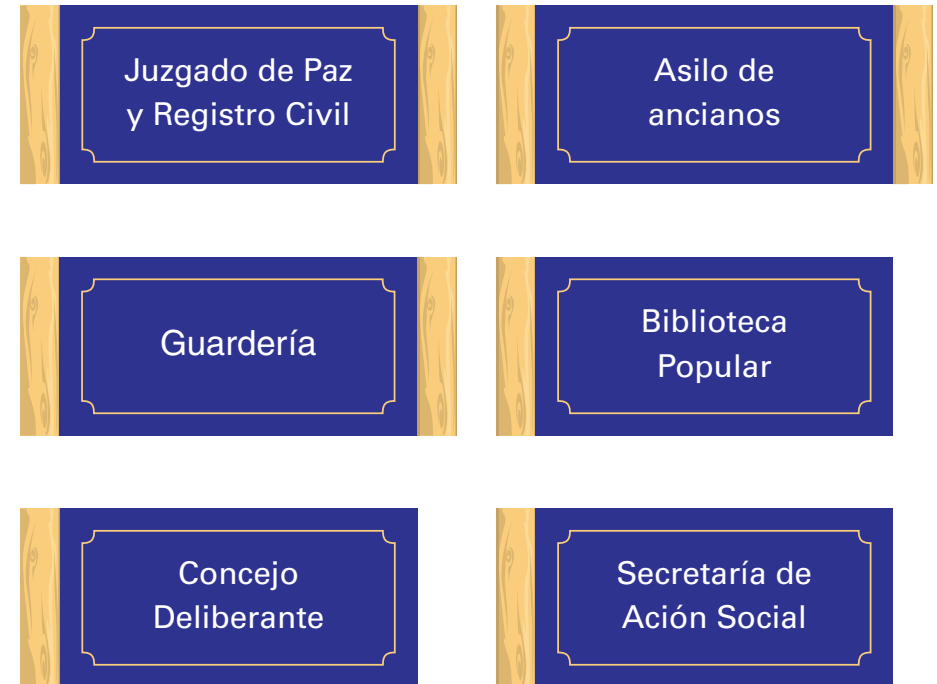 Juzgado de Paz
y Registro Civil
Asilo de
ancianos
Guardería
Biblioteca
Popular
Concejo
Deliberante
Secretaría de
Ación Social